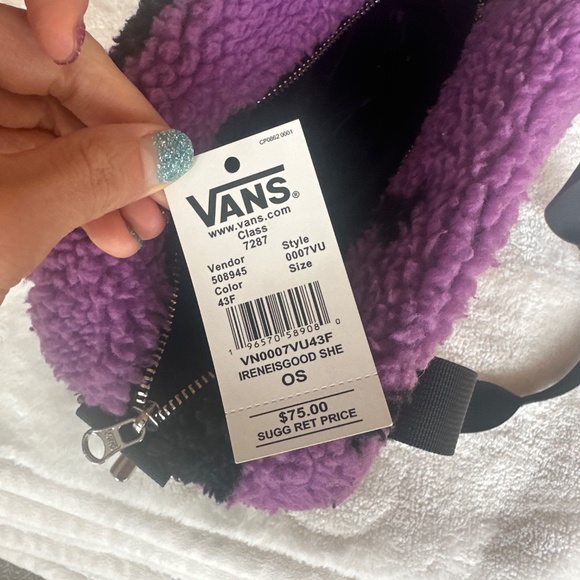 CP0862 0001
VANS®
www.vans.com
Class
7287
Vendor Style
508945 0007VU
Color Size
43F
1 96570 58908 0
VN0007VU43F
IRENEISGOOD SHE
OS
$75.00
SUGG RET PRICE